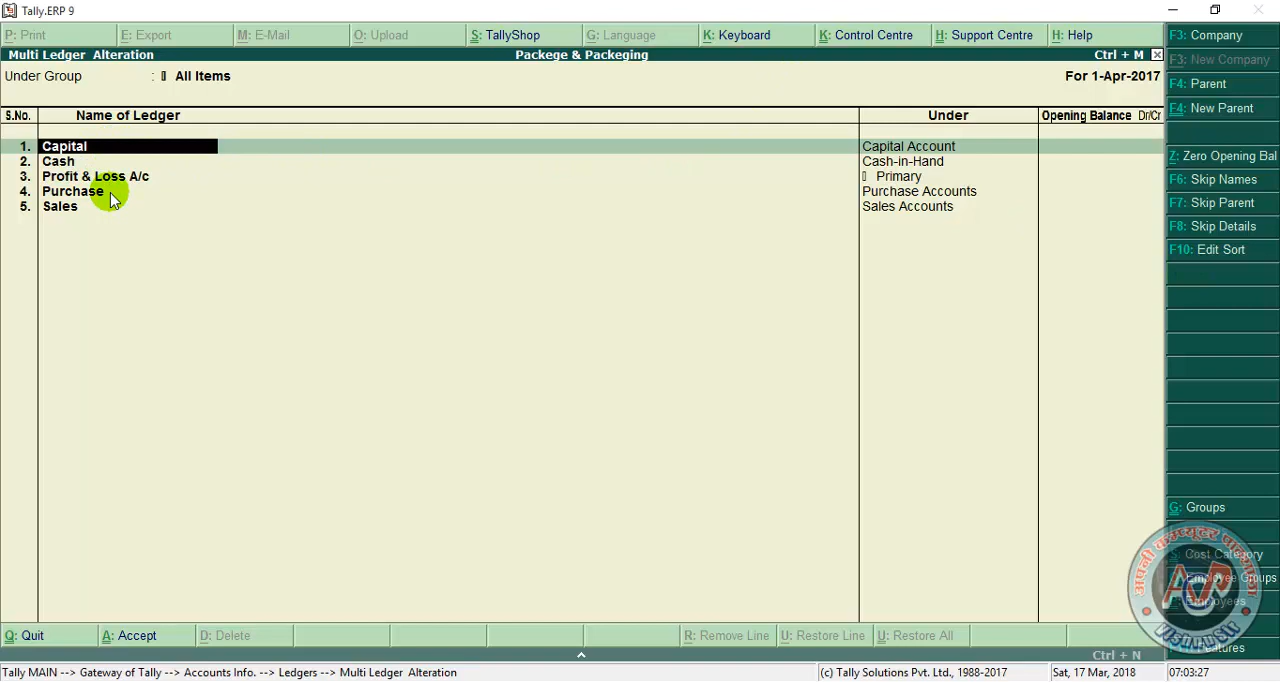 Tally.ERP 9
P: Print E: Export M: E-Mail O: Upload S: TallyShop G: Language K: Keyboard K: Control Centre H: Support Centre H: Help
Multi Ledger Alteration Packege & Packeging Ctrl + M
Under Group : All Items For 1-Apr-2017
S.No. Name of Ledger Under Opening Balance Dr/Cr
1. Capital Capital Account
2. Cash Cash-in-Hand
3. Profit & Loss A/c Primary
4. Purchase Purchase Accounts
5. Sales Sales Accounts
F3: Company
F3: New Company
F4: Parent
F4: New Parent
Z: Zero Opening Bal
F6: Skip Names
F7: Skip Parent
F8: Skip Details
F10: Edit Sort
G: Groups
Cost Category
Employee Groups
Employees
Features
Q: Quit A: Accept D: Delete R: Remove Line U: Restore Line U: Restore All
Ctrl + N
Tally MAIN --> Gateway of Tally --> Accounts Info. --> Ledgers --> Multi Ledger Alteration (c) Tally Solutions Pvt. Ltd., 1988-2017 Sat, 17 Mar, 2018 07:03:27